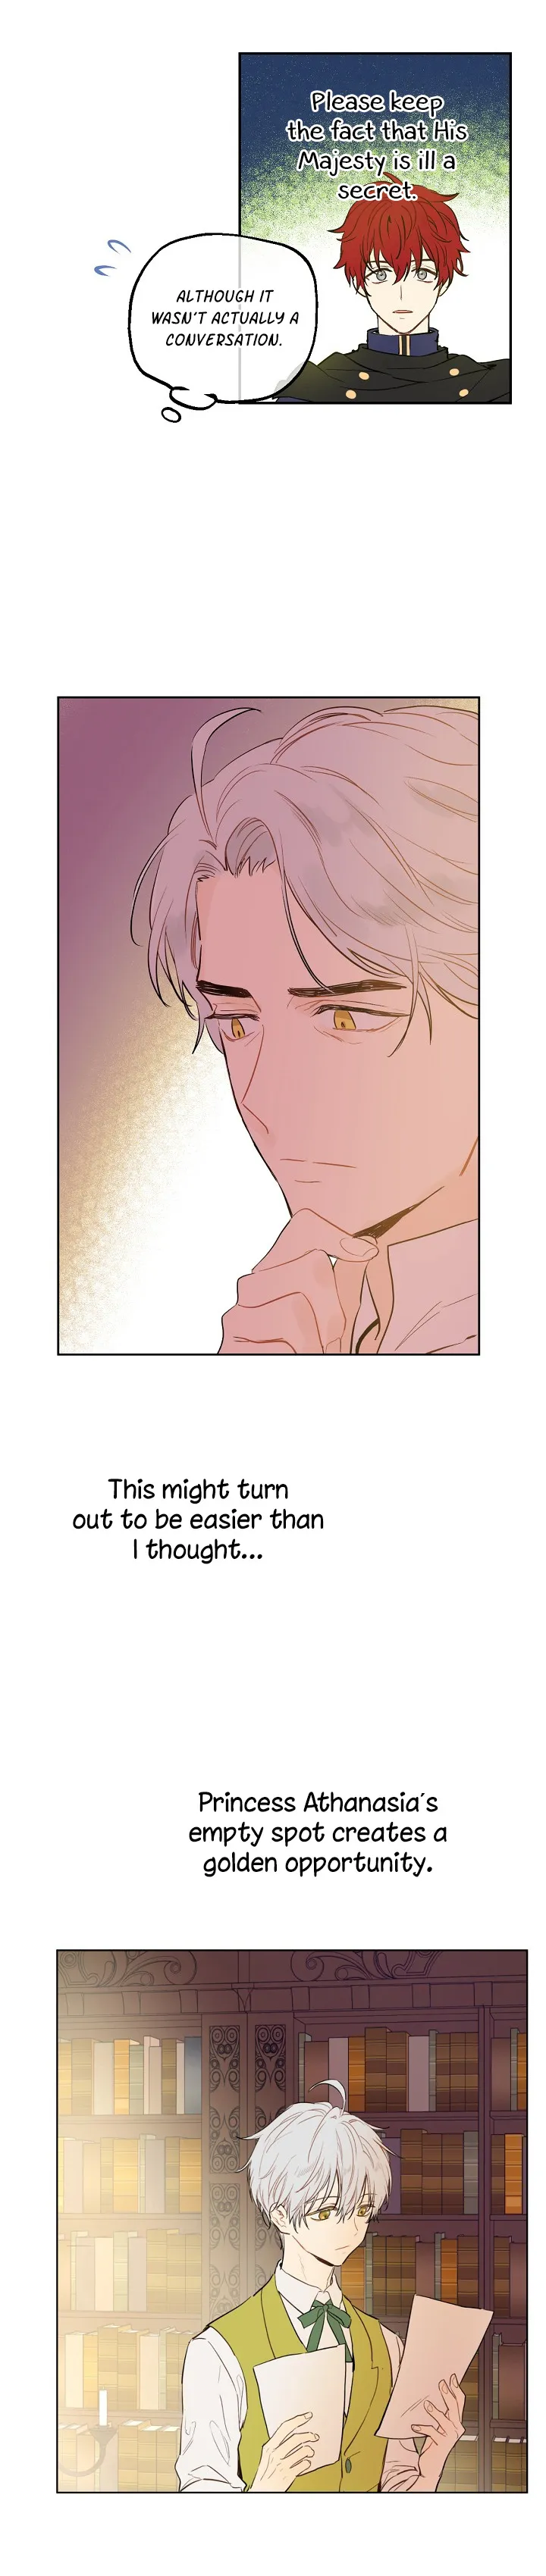 Please keep
the fact that His
Majesty is ill a
secret.
ALTHOUGH IT
WASN'T ACTUALLY A
CONVERSATION.
This might turn
out to be easier than
I thought...
Princess Athanasia's
empty spot creates a
golden opportunity.